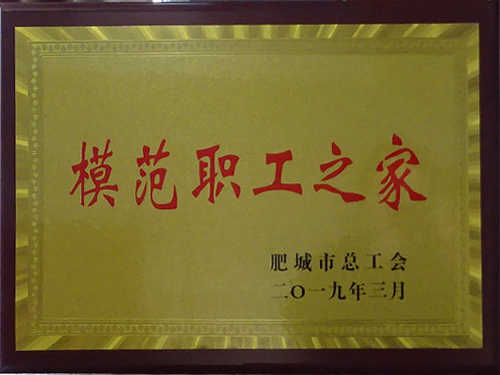 模范职工之家
肥城市总工会
二〇一九年三月